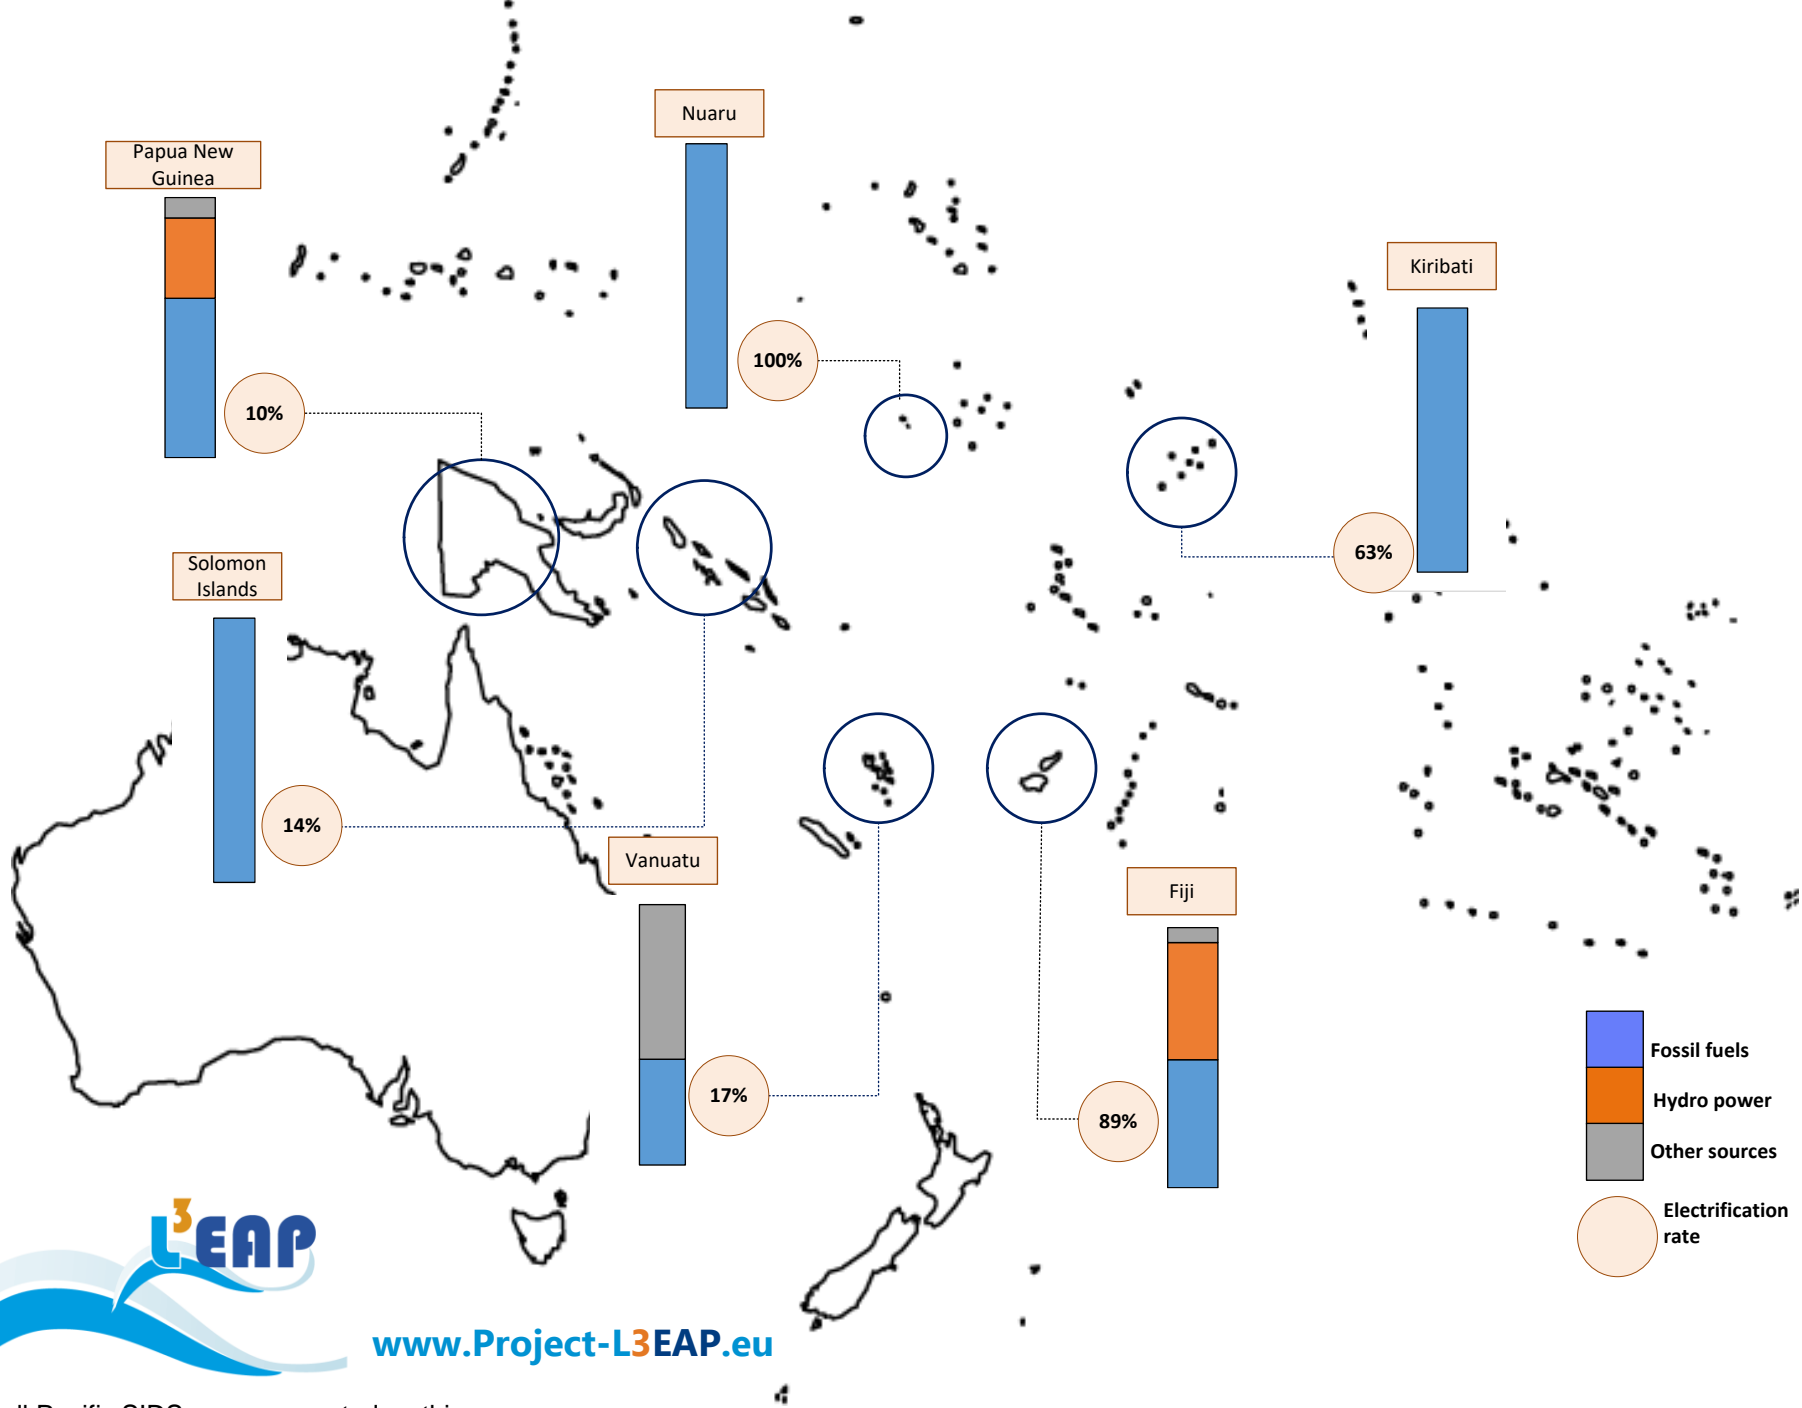 Nuaru
Papua New
Guinea
Kiribati
100%
10%
63%
Solomon
Islands
14%
Vanuatu
Fiji
17%
89%
Fossil fuels
Hydro power
Other sources
Electrification
rate
L3EAP
www.Project-L3EAP.eu